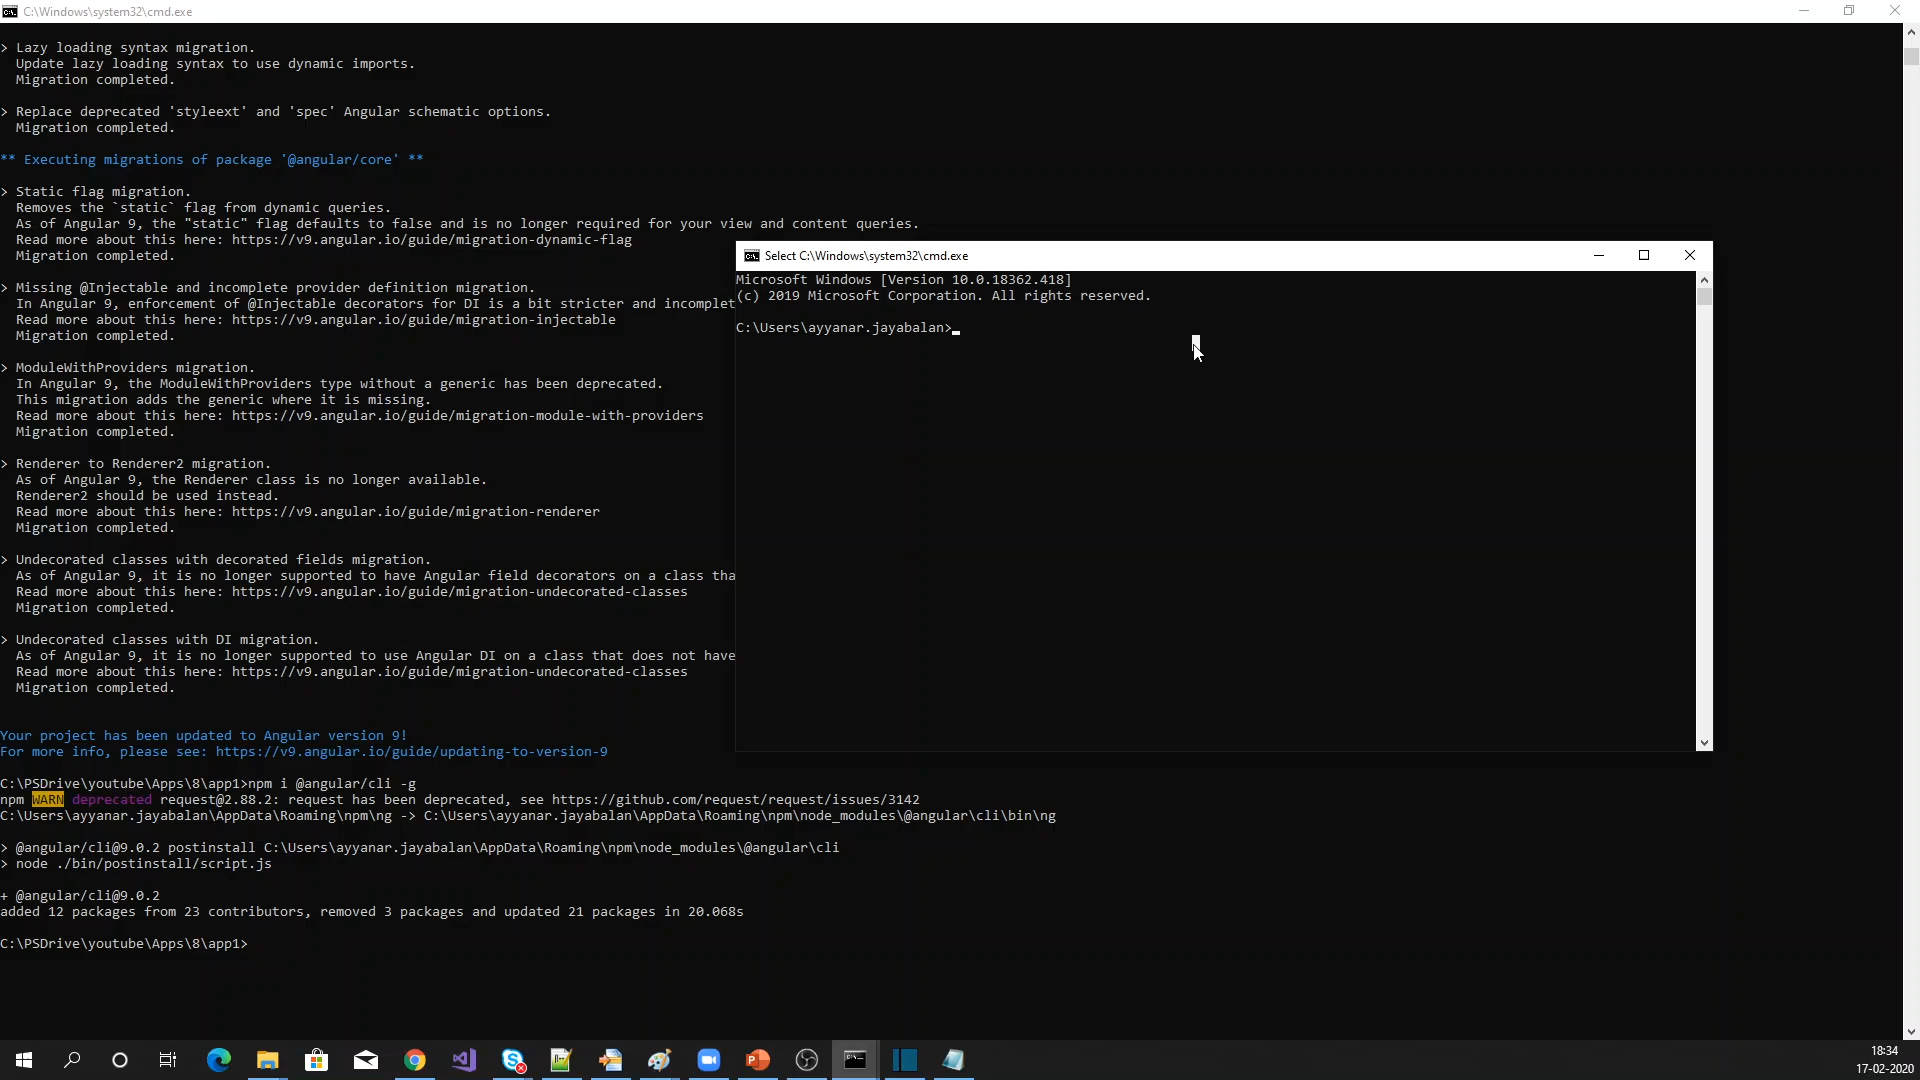 C:\Windows\system32\cmd.exe
> Lazy loading syntax migration.
Update lazy loading syntax to use dynamic imports.
Migration completed.
> Replace deprecated 'styleext' and 'spec' Angular schematic options.
Migration completed.
** Executing migrations of package '@angular/core' **
> Static flag migration.
Removes the `static` flag from dynamic queries.
As of Angular 9, the "static" flag defaults to false and is no longer required for your view and content queries.
Read more about this here: https://v9.angular.io/guide/migration-dynamic-flag
Migration completed.
> Missing @Injectable and incomplete provider definition migration.
In Angular 9, enforcement of @Injectable decorators for DI is a bit stricter and incomplet
Read more about this here: https://v9.angular.io/guide/migration-injectable
Migration completed.
> ModuleWithProviders migration.
In Angular 9, the ModuleWithProviders type without a generic has been deprecated.
This migration adds the generic where it is missing.
Read more about this here: https://v9.angular.io/guide/migration-module-with-providers
Migration completed.
> Renderer to Renderer2 migration.
As of Angular 9, the Renderer class is no longer available.
Renderer2 should be used instead.
Read more about this here: https://v9.angular.io/guide/migration-renderer
Migration completed.
> Undecorated classes with decorated fields migration.
As of Angular 9, it is no longer supported to have Angular field decorators on a class tha
Read more about this here: https://v9.angular.io/guide/migration-undecorated-classes
Migration completed.
> Undecorated classes with DI migration.
As of Angular 9, it is no longer supported to use Angular DI on a class that does not have
Read more about this here: https://v9.angular.io/guide/migration-undecorated-classes
Migration completed.
Your project has been updated to Angular version 9!
For more info, please see: https://v9.angular.io/guide/updating-to-version-9
C:\PSDrive\youtube\Apps\8\app1>npm i @angular/cli -g
npm WARN deprecated request@2.88.2: request has been deprecated, see https://github.com/request/request/issues/3142
C:\Users\ayyanar.jayabalan\AppData\Roaming\npm\ng -> C:\Users\ayyanar.jayabalan\AppData\Roaming\npm\node_modules\@angular\cli\bin\ng
> @angular/cli@9.0.2 postinstall C:\Users\ayyanar.jayabalan\AppData\Roaming\npm\node_modules\@angular\cli
> node ./bin/postinstall/script.js
+ @angular/cli@9.0.2
added 12 packages from 23 contributors, removed 3 packages and updated 21 packages in 20.068s
C:\PSDrive\youtube\Apps\8\app1>
Select C:\Windows\system32\cmd.exe
Microsoft Windows [Version 10.0.18362.418]
(c) 2019 Microsoft Corporation. All rights reserved.
C:\Users\ayyanar.jayabalan>
18:34
17-02-2020